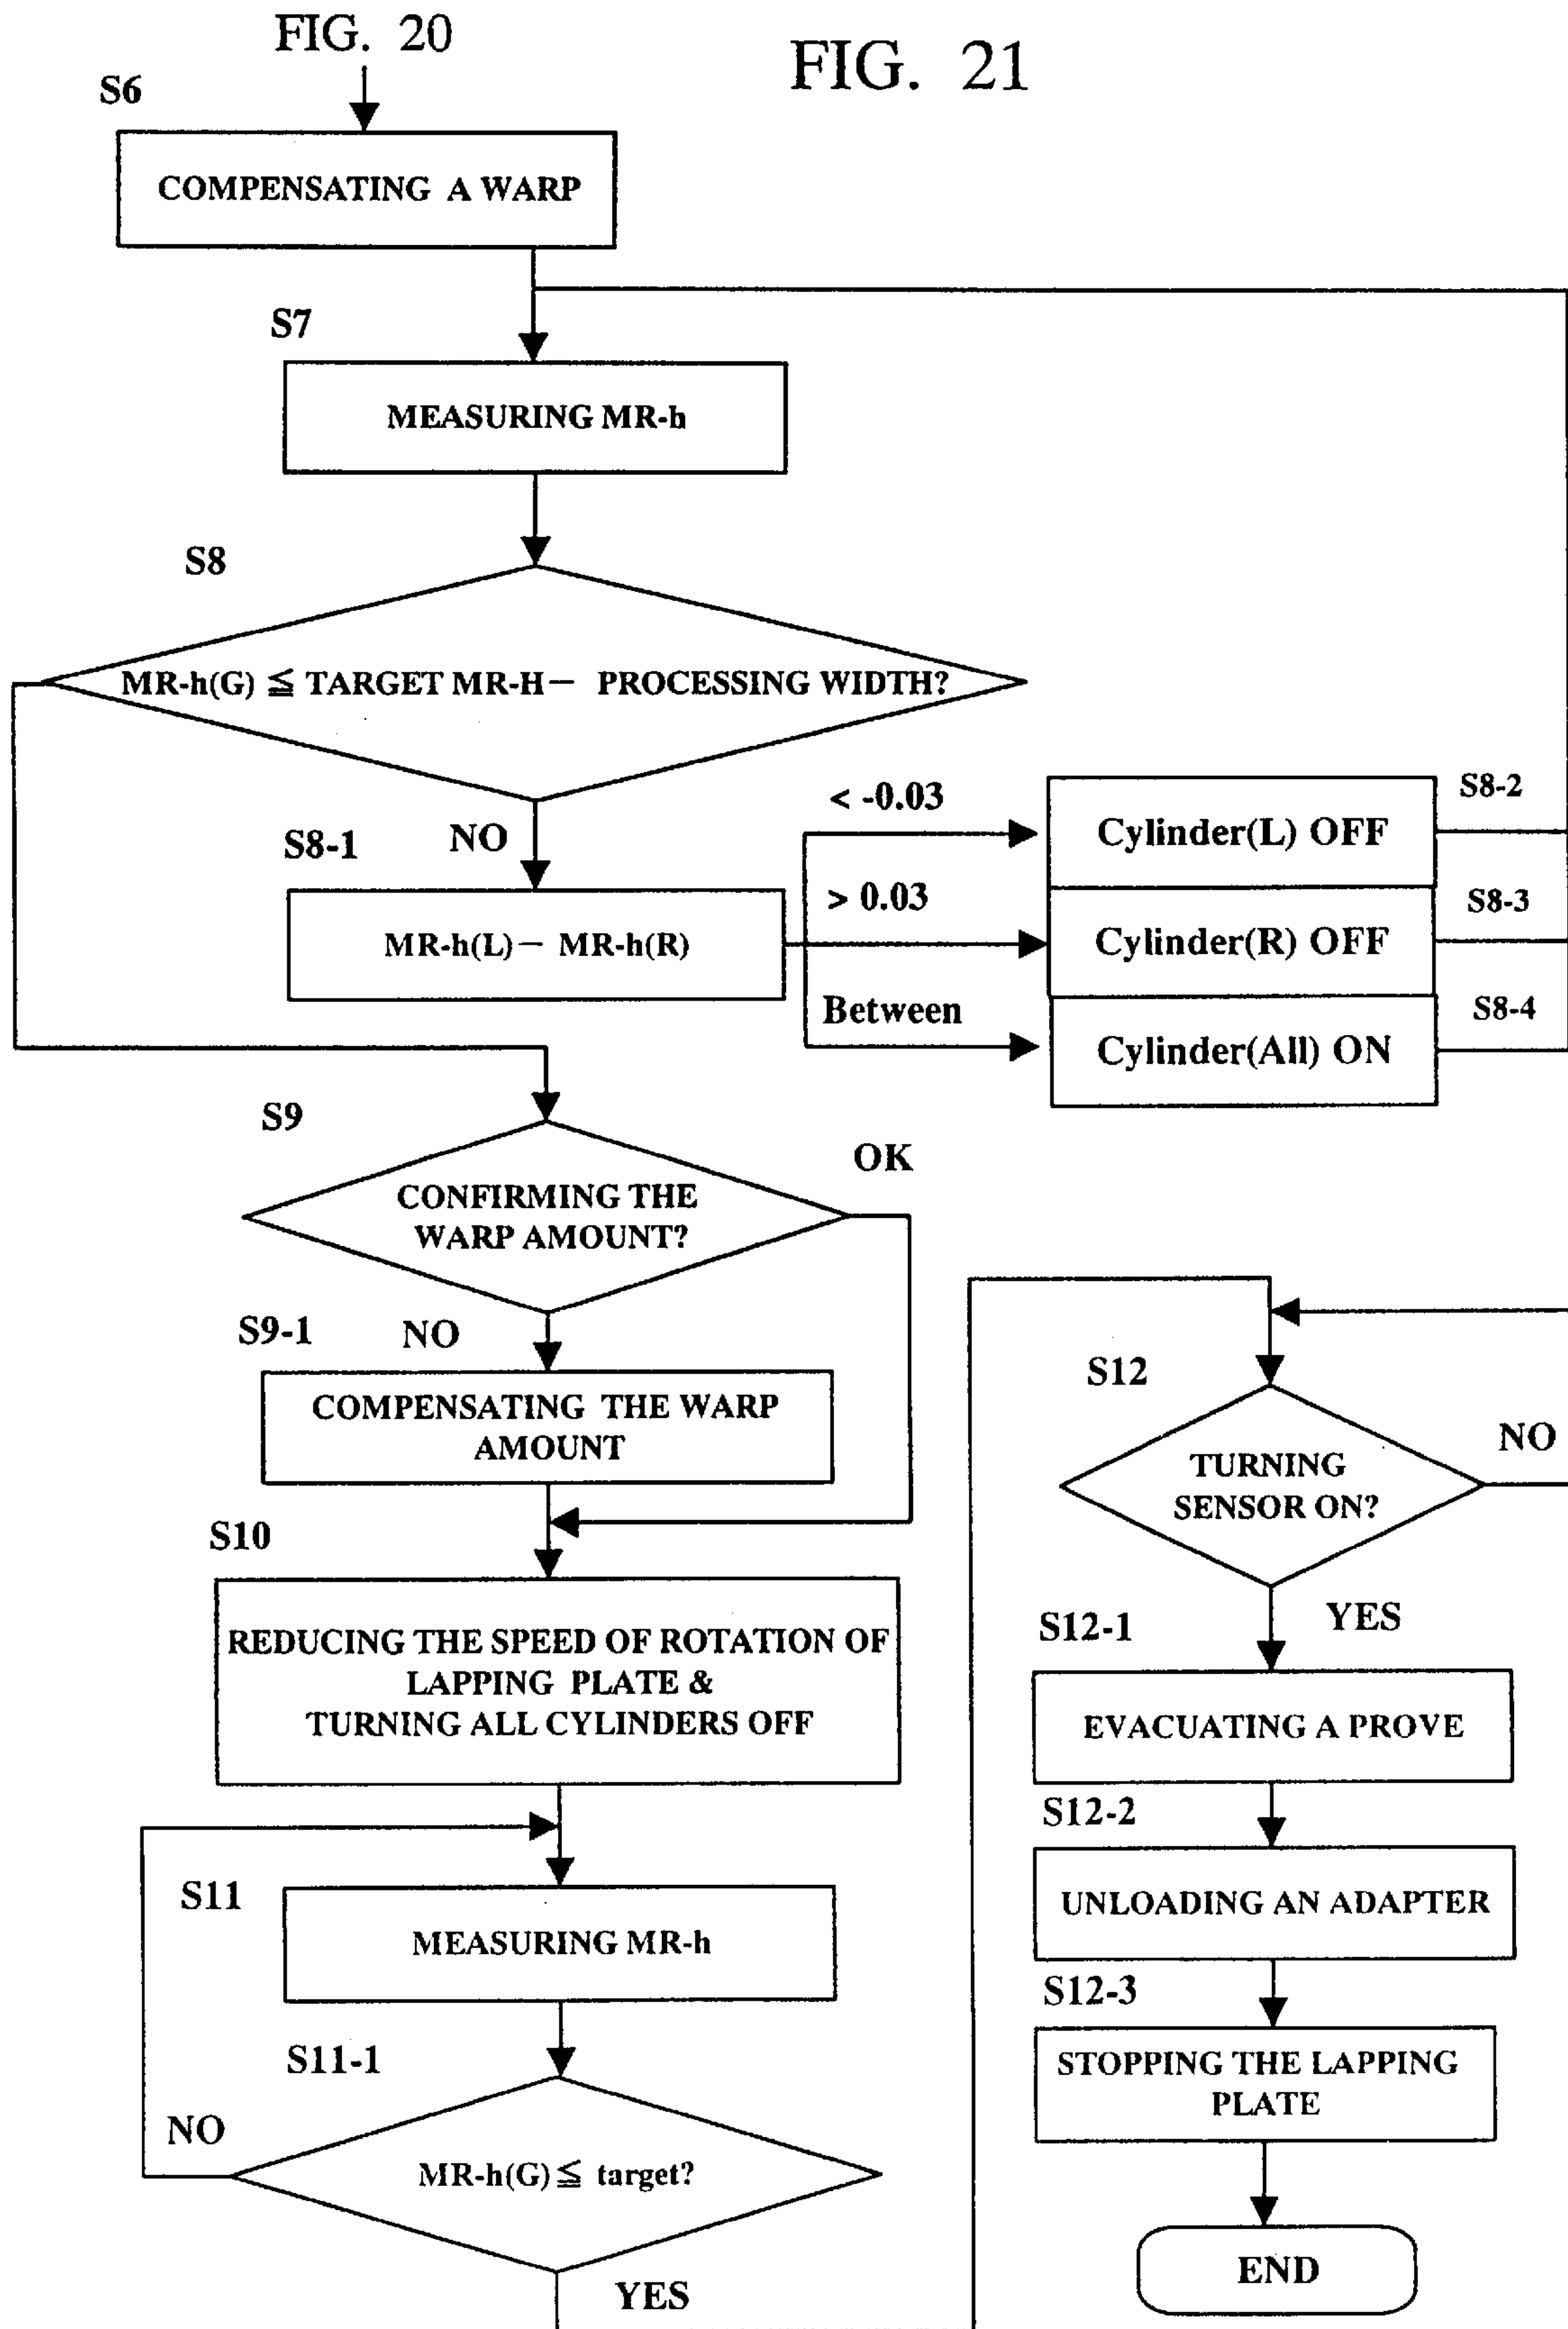 FIG. 20
FIG. 21
S6
COMPENSATING A WARP
S7
MEASURING MR-h
S8
MR-h(G) ≦ TARGET MR-H− PROCESSING WIDTH?
NO
S8-1
MR-h(L)− MR-h(R)
< -0.03
Cylinder(L) OFF
S8-2
> 0.03
Cylinder(R) OFF
S8-3
Between
Cylinder(All) ON
S8-4
S9
CONFIRMING THE
WARP AMOUNT?
OK
NO
S9-1
COMPENSATING THE WARP
AMOUNT
S10
REDUCING THE SPEED OF ROTATION OF
LAPPING PLATE &
TURNING ALL CYLINDERS OFF
S11
MEASURING MR-h
S11-1
MR-h(G)≦ target?
NO
YES
S12
TURNING
SENSOR ON?
NO
YES
S12-1
EVACUATING A PROVE
S12-2
UNLOADING AN ADAPTER
S12-3
STOPPING THE LAPPING
PLATE
END